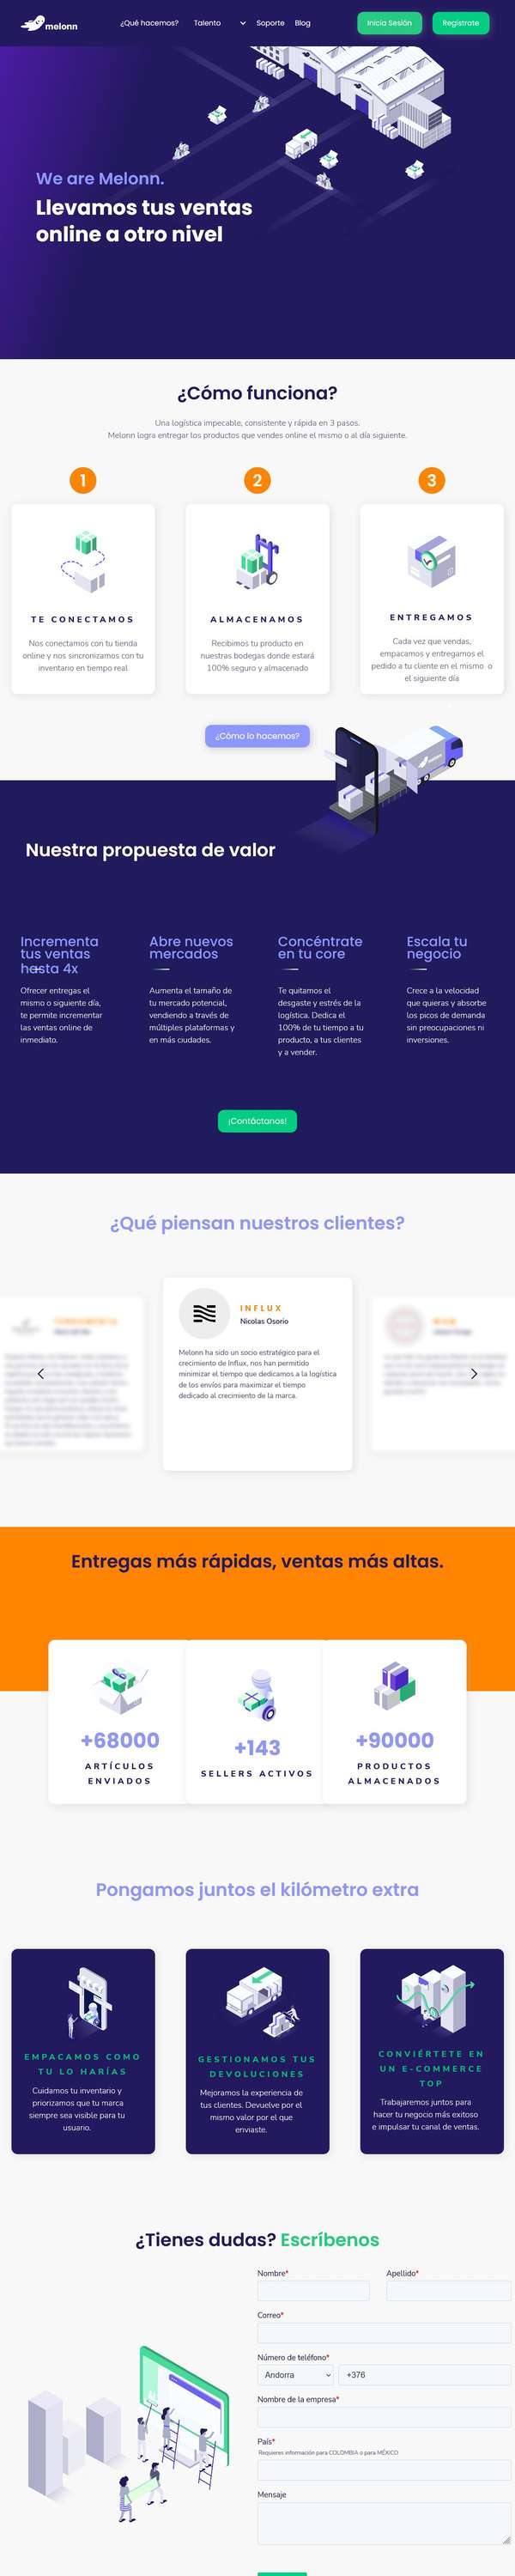 melonn
¿Qué hacemos?
Talento
Soporte
Blog
Inicia Sesión
Regístrate
We are Melonn.
Llevamos tus ventas
online a otro nivel
¿Cómo funciona?
Una logística impecable, consistente y rápida en 3 pasos.
Melonn logra entregar los productos que vendes online el mismo o al día siguiente.
1
2
3
TE CONECTAMOS
Nos conectamos con tu tienda
online y nos sincronizamos con tu
inventario en tiempo real
ALMACENAMOS
Recibimos tu producto en
nuestras bodegas donde estará
100% seguro y almacenado
ENTREGAMOS
Cada vez que vendas,
empacamos y entregamos el
pedido a tu cliente en el mismo o
el siguiente día
¿Cómo lo hacemos?
Nuestra propuesta de valor
Incrementa
tus ventas
hasta 4x
Ofrecer entregas el
mismo o siguiente día,
te permite incrementar
las ventas online de
inmediato.
Abre nuevos
mercados
Aumenta el tamaño de
tu mercado potencial,
vendiendo a través de
múltiples plataformas y
en más ciudades.
Concéntrate
en tu core
Te quitamos el
desgaste y estrés de la
logística. Dedica el
100% de tu tiempo a tu
producto, a tus clientes
y a vender.
Escala tu
negocio
Crece a la velocidad
que quieras y absorbe
los picos de demanda
sin preocupaciones ni
inversiones.
¡Contáctanos!
¿Qué piensan nuestros clientes?
INFLUX
Nicolas Osorio
Melonn ha sido un socio estratégico para el
crecimiento de Influx, nos han permitido
minimizar el tiempo que dedicamos a la logística
de los envíos para maximizar el tiempo
dedicado al crecimiento de la marca.
Entregas más rápidas, ventas más altas.
+68000
ARTÍCULOS
ENVIADOS
+143
SELLERS ACTIVOS
+90000
PRODUCTOS
ALMACENADOS
Pongamos juntos el kilómetro extra
EMPACAMOS COMO
TU LO HARÍAS
Cuidamos tu inventario y
priorizamos que tu marca
siempre sea visible para tu
usuario.
GESTIONAMOS TUS
DEVOLUCIONES
Mejoramos la experiencia de
tus clientes. Devuelve por el
mismo valor por el que
enviaste.
CONVIÉRTETE EN
UN E-COMMERCE
TOP
Trabajaremos juntos para
hacer tu negocio más exitoso
e impulsar tu canal de ventas.
¿Tienes dudas? Escríbenos
Nombre*
Apellido*
Correo*
Número de teléfono*
Andorra
+376
Nombre de la empresa*
País*
Requieres información para COLOMBIA o para MÉXICO
Mensaje